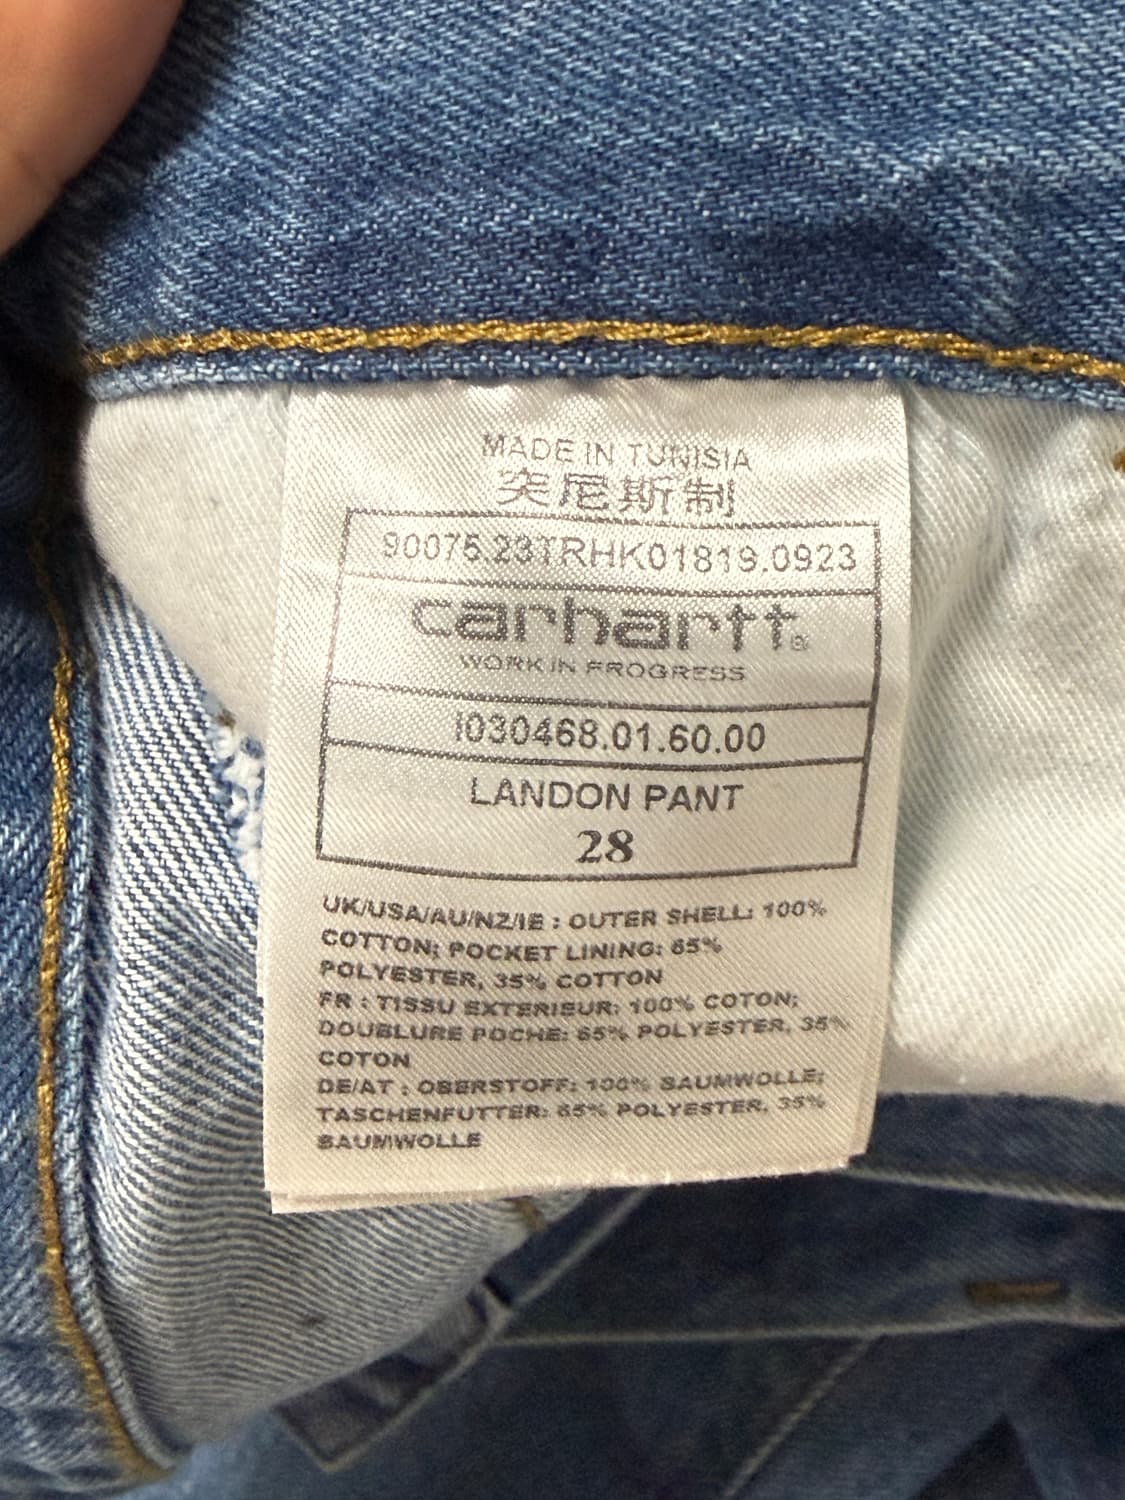 MADE IN TUNISIA
突尼斯制
90075.23TRHK01819.0923
carhartt®
WORK IN PROGRESS
I030468.01.60.00
LANDON PANT
28
UK/USA/AU/NZ/IE : OUTER SHELL: 100%
COTTON; POCKET LINING: 65%
POLYESTER, 35% COTTON
FR : TISSU EXTERIEUR: 100% COTON;
DOUBLURE POCHE: 65% POLYESTER, 35%
COTON
DE/AT : OBERSTOFF: 100% BAUMWOLLE;
TASCHENFUTTER: 65% POLYESTER, 35%
BAUMWOLLE